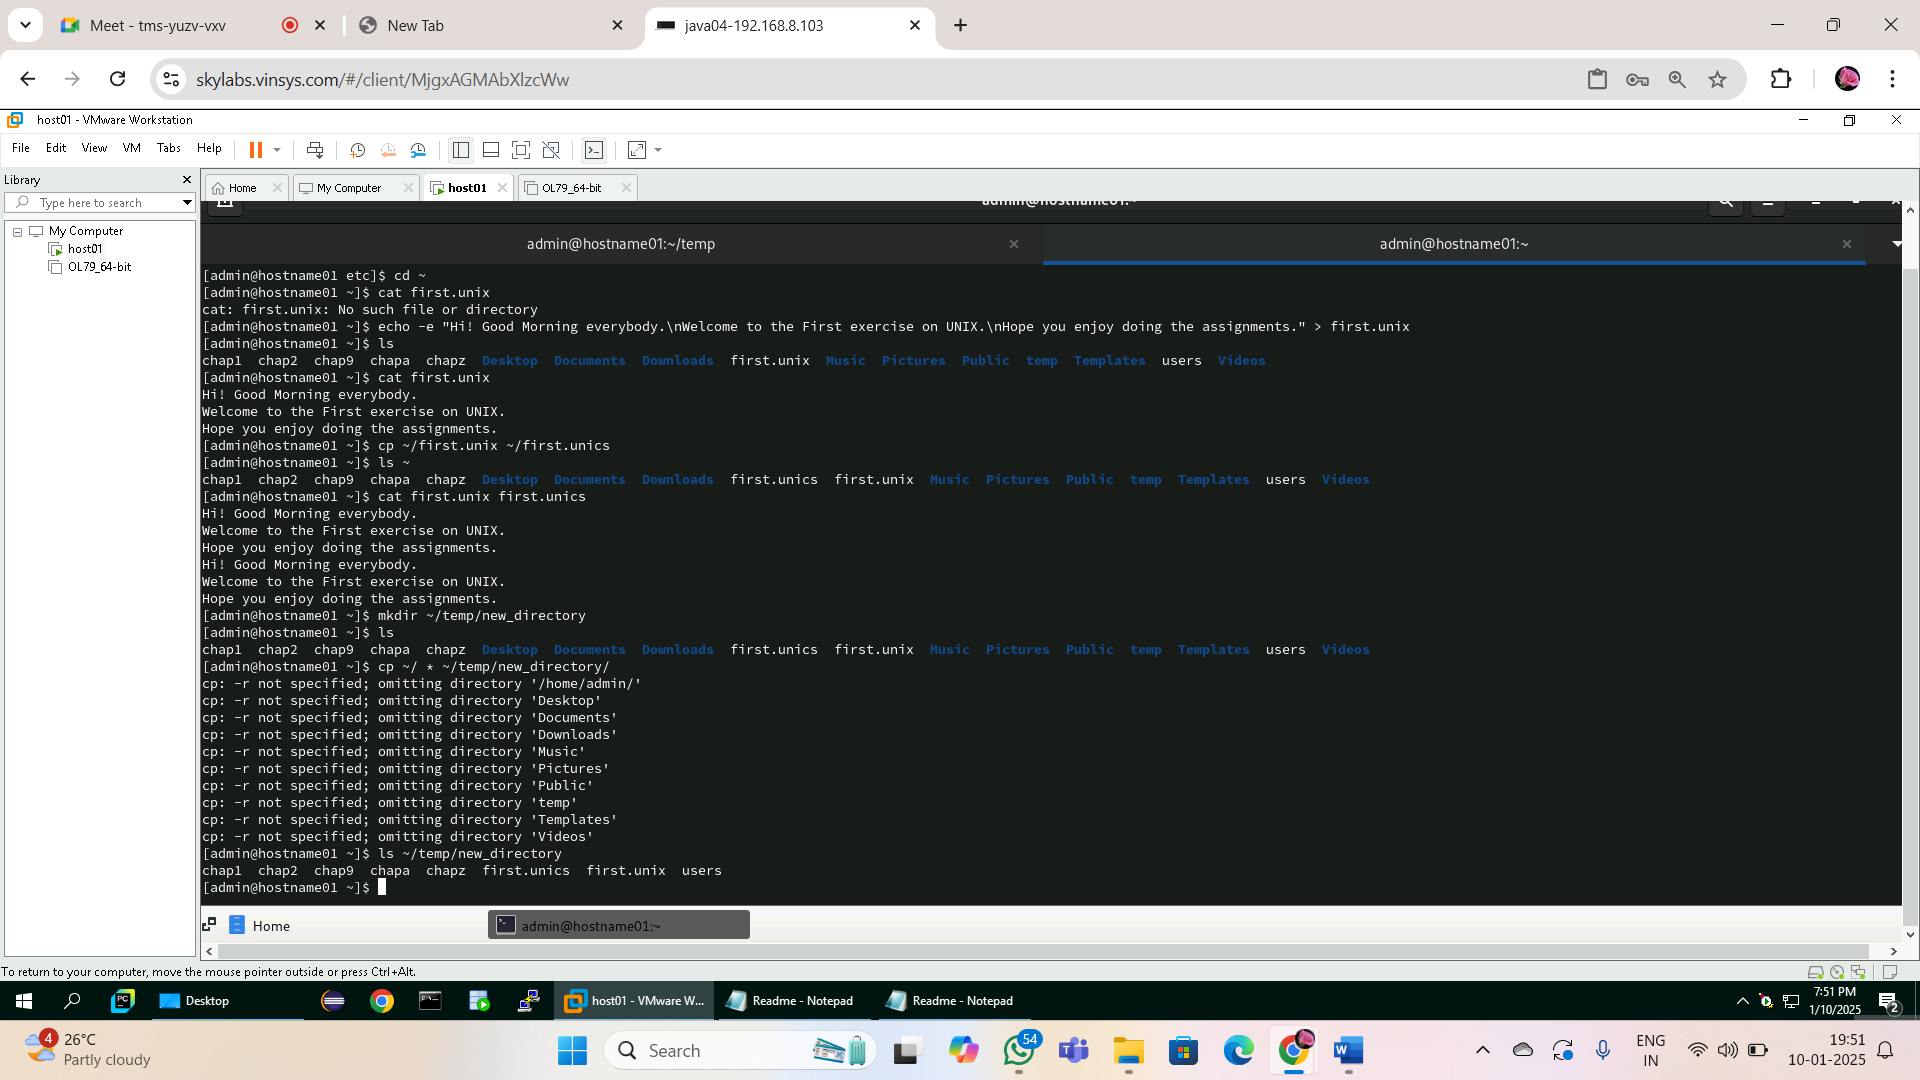 Meet - tms-yuzv-vxv
New Tab
java04-192.168.8.103
skylabs.vinsys.com/#/client/MjgxAGMAbXlzcWw
host01 - VMware Workstation
File Edit View VM Tabs Help
Library
Home
My Computer
host01
OL79_64-bit
Type here to search
My Computer
host01
OL79_64-bit
admin@hostname01:~
admin@hostname01:~/temp
admin@hostname01:~
[admin@hostname01 etc]$ cd ~
[admin@hostname01 ~]$ cat first.unix
cat: first.unix: No such file or directory
[admin@hostname01 ~]$ echo -e "Hi! Good Morning everybody.\nWelcome to the First exercise on UNIX.\nHope you enjoy doing the assignments." > first.unix
[admin@hostname01 ~]$ ls
chap1 chap2 chap9 chapa chapz Desktop Documents Downloads first.unix Music Pictures Public temp Templates users Videos
[admin@hostname01 ~]$ cat first.unix
Hi! Good Morning everybody.
Welcome to the First exercise on UNIX.
Hope you enjoy doing the assignments.
[admin@hostname01 ~]$ cp ~/first.unix ~/first.unics
[admin@hostname01 ~]$ ls ~
chap1 chap2 chap9 chapa chapz Desktop Documents Downloads first.unics first.unix Music Pictures Public temp Templates users Videos
[admin@hostname01 ~]$ cat first.unix first.unics
Hi! Good Morning everybody.
Welcome to the First exercise on UNIX.
Hope you enjoy doing the assignments.
Hi! Good Morning everybody.
Welcome to the First exercise on UNIX.
Hope you enjoy doing the assignments.
[admin@hostname01 ~]$ mkdir ~/temp/new_directory
[admin@hostname01 ~]$ ls
chap1 chap2 chap9 chapa chapz Desktop Documents Downloads first.unics first.unix Music Pictures Public temp Templates users Videos
[admin@hostname01 ~]$ cp ~/ * ~/temp/new_directory/
cp: -r not specified; omitting directory '/home/admin/'
cp: -r not specified; omitting directory 'Desktop'
cp: -r not specified; omitting directory 'Documents'
cp: -r not specified; omitting directory 'Downloads'
cp: -r not specified; omitting directory 'Music'
cp: -r not specified; omitting directory 'Pictures'
cp: -r not specified; omitting directory 'Public'
cp: -r not specified; omitting directory 'temp'
cp: -r not specified; omitting directory 'Templates'
cp: -r not specified; omitting directory 'Videos'
[admin@hostname01 ~]$ ls ~/temp/new_directory
chap1 chap2 chap9 chapa chapz first.unics first.unix users
[admin@hostname01 ~]$
Home
admin@hostname01:~
To return to your computer, move the mouse pointer outside or press Ctrl+Alt.
PC
Desktop
host01 - VMware W...
Readme - Notepad
Readme - Notepad
7:51 PM
1/10/2025
2
4
26°C
Partly cloudy
Search
54
ENG
IN
19:51
10-01-2025